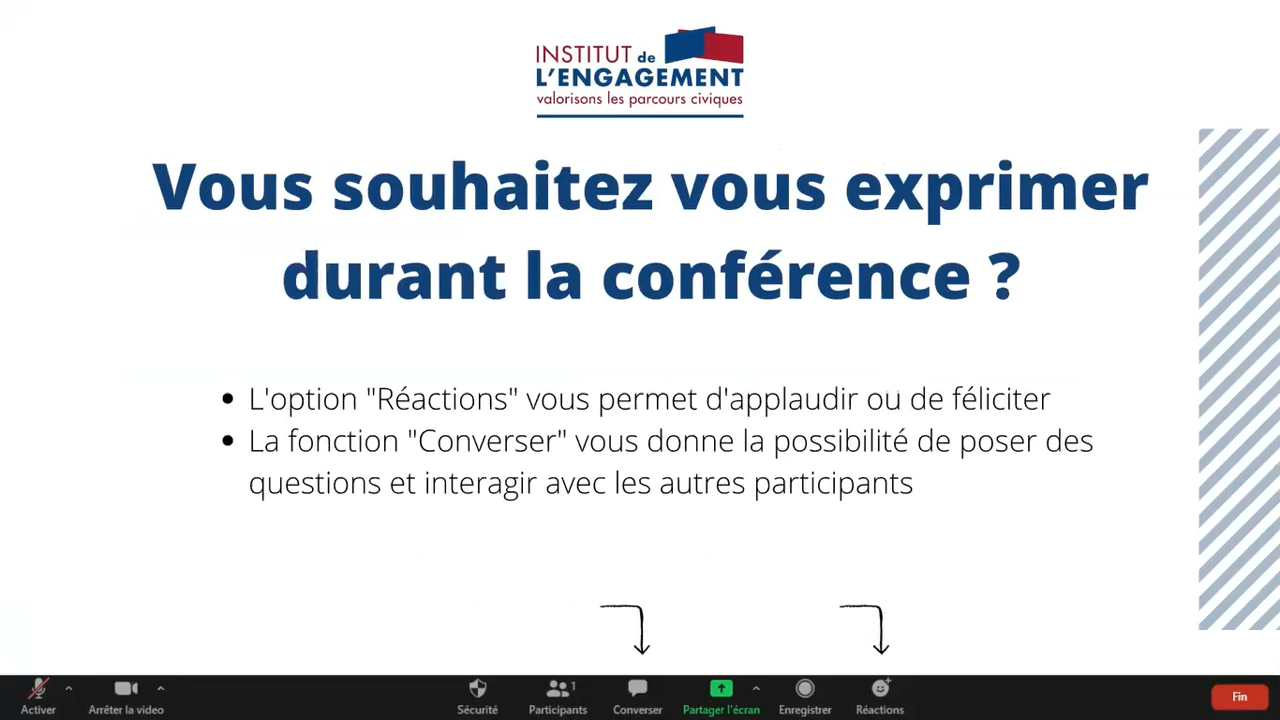 INSTITUT de
L'ENGAGEMENT
valorisons les parcours civiques
Vous souhaitez vous exprimer
durant la conférence ?
• L'option "Réactions" vous permet d'applaudir ou de féliciter
• La fonction "Converser" vous donne la possibilité de poser des
questions et interagir avec les autres participants
Activer
Arrêter la video
Sécurité
Participants
1
Converser
Partager l'écran
Enregistrer
Réactions
Fin